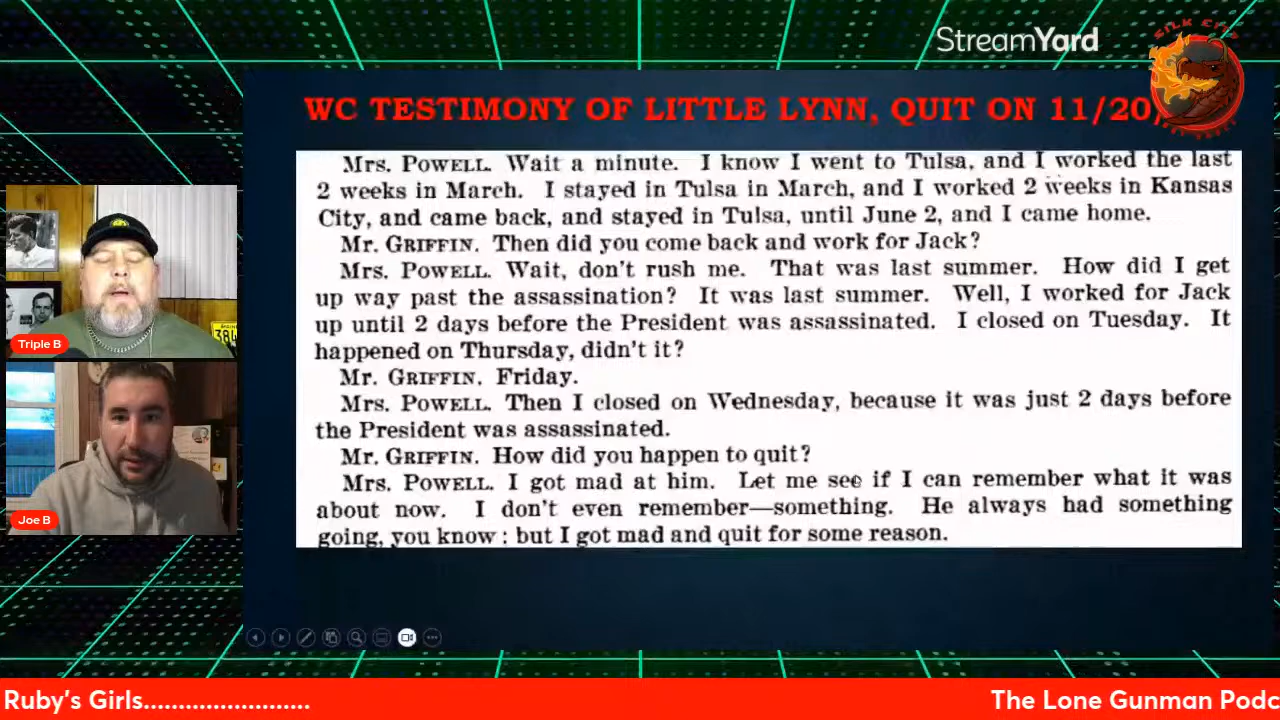 StreamYard
SILK CITY
WC TESTIMONY OF LITTLE LYNN, QUIT ON 11/20/
Mrs. POWELL. Wait a minute. I know I went to Tulsa, and I worked the last
2 weeks in March. I stayed in Tulsa in March, and I worked 2 weeks in Kansas
City, and came back, and stayed in Tulsa, until June 2, and I came home.
Mr. GRIFFIN. Then did you come back and work for Jack?
Mrs. POWELL. Wait, don't rush me. That was last summer. How did I get
up way past the assassination? It was last summer. Well, I worked for Jack
up until 2 days before the President was assassinated. I closed on Tuesday. It
happened on Thursday, didn't it?
Mr. GRIFFIN. Friday.
Mrs. POWELL. Then I closed on Wednesday, because it was just 2 days before
the President was assassinated.
Mr. GRIFFIN. How did you happen to quit?
Mrs. POWELL. I got mad at him. Let me see if I can remember what it was
about now. I don't even remember—something. He always had something
going, you know: but I got mad and quit for some reason.
384
Triple B
Joe B
Ruby's Girls.......................
The Lone Gunman Podc